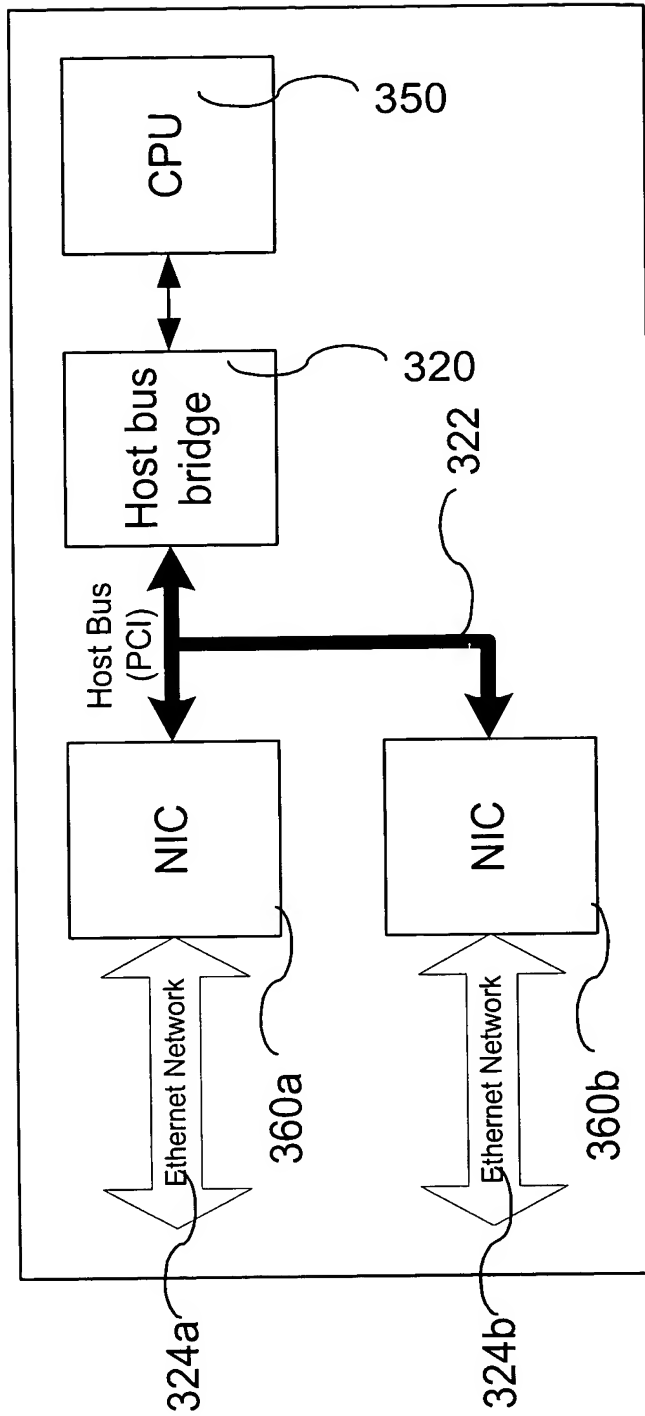 CPU
350
Host bus
bridge
320
Host Bus
(PCI)
322
NIC
NIC
Ethernet Network
Ethernet Network
360a
360b
324a
324b